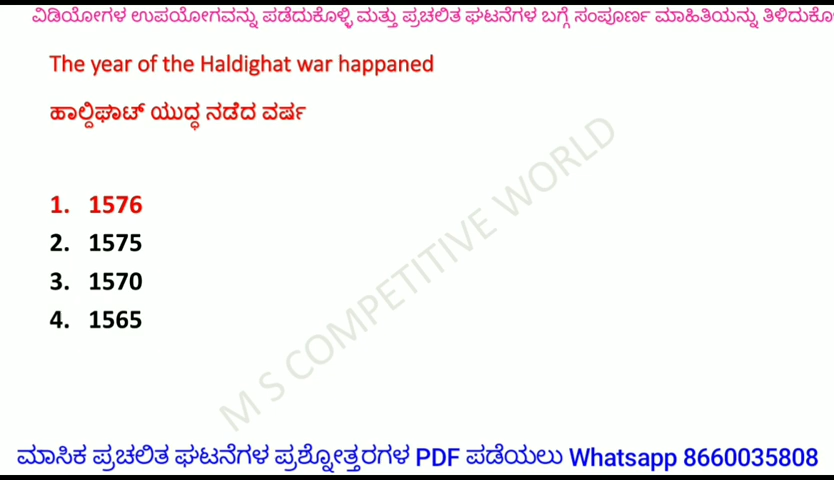 ವಿಡಿಯೋಗಳ ಉಪಯೋಗವನ್ನು ಪಡೆದುಕೊಳ್ಳಿ ಮತ್ತು ಪ್ರಚಲಿತ ಘಟನೆಗಳ ಬಗ್ಗೆ ಸಂಪೂರ್ಣ ಮಾಹಿತಿಯನ್ನು
The year of the Haldighat war happaned
ಹಾಲ್ದಿಘಾಟ್ ಯುದ್ಧ ನಡೆದ ವರ್ಷ
1. 1576
2. 1575
3. 1570
4. 1565
M S COMPETITIVE WORLD
ಮಾಸಿಕ ಪ್ರಚಲಿತ ಘಟನೆಗಳ ಪ್ರಶ್ನೋತ್ತರಗಳ PDF ಪಡೆಯಲು Whatsapp 8660035808